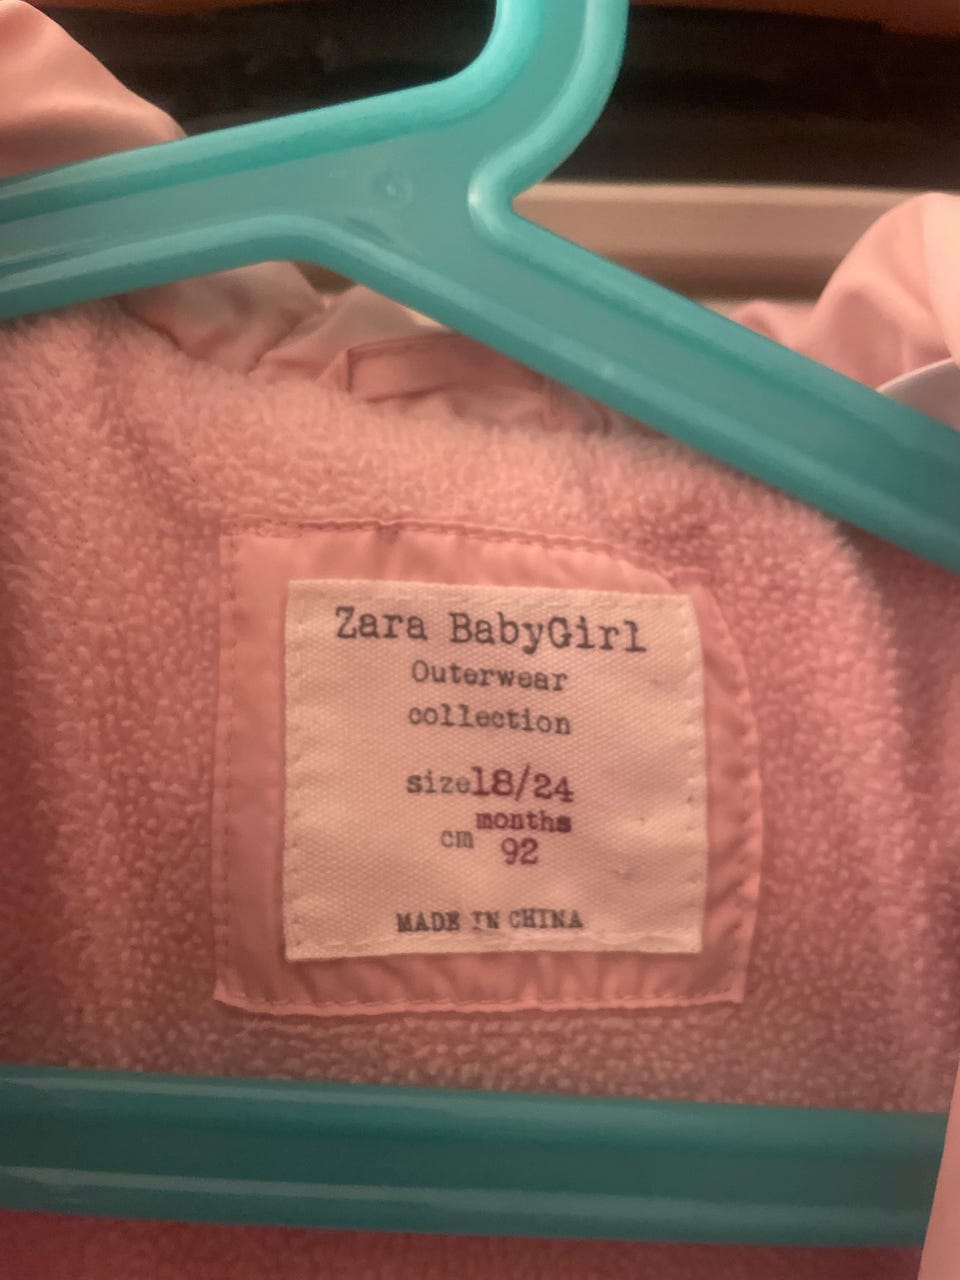 Zara BabyGirl
Outerwear
collection
size18/24
months
cm 92
MADE IN CHINA